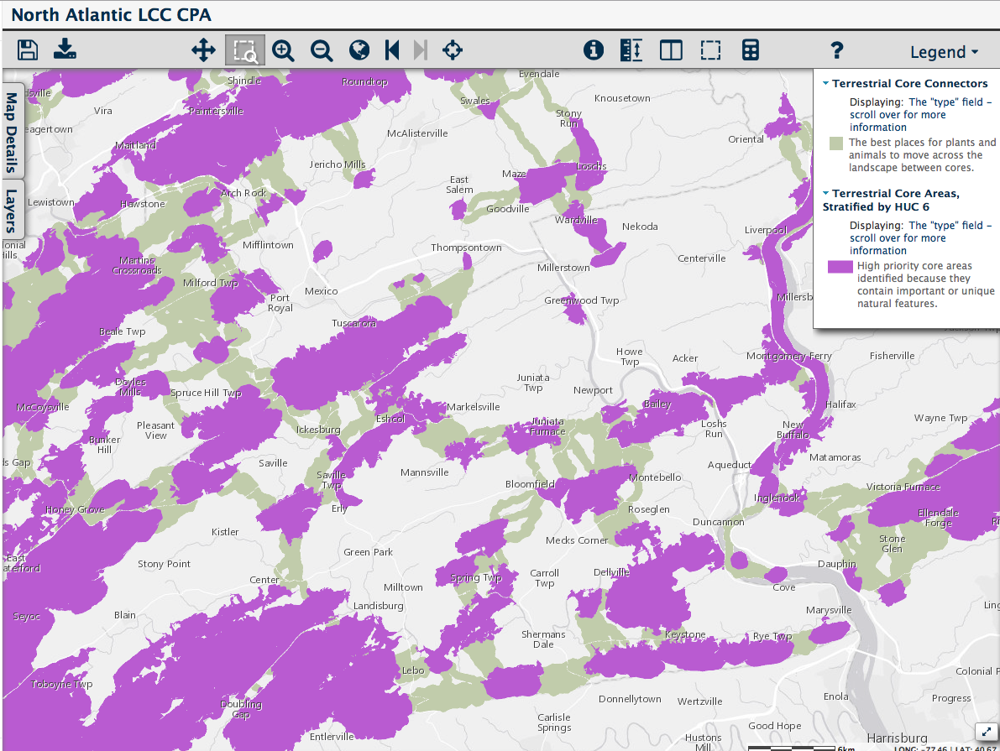 North Atlantic LCC CPA
Legend
Map Details
Layers
Terrestrial Core Connectors
Displaying: The "type" field –
scroll over for more
information
The best places for plants and
animals to move across the
landscape between cores.
Terrestrial Core Areas,
Stratified by HUC 6
Displaying: The "type" field –
scroll over for more
information
High priority core areas
identified because they
contain important or unique
natural features.
Shindle
Roundtop
Evendale
dsville
Vira
Paintersville
Swales
Knousetown
Stony
Run
eagertown
McAlisterville
Oriental
Maitland
Jericho Mills
Loschs
Maze
East
Salem
Lewistown
Hawstone
Arch Rock
Goodville
Wardville
Nekoda
Liverpool
onial
Hills
Mifflintown
Thompsontown
Centerville
Martins
Crossroads
Millerstown
Milford Twp
Mexico
Port
Royal
Greenwood Twp
Millersb
Tuscarora
Beale Twp
Howe
Twp
Acker
Montgomery Ferry
Fisherville
Doyles
Mills
Spruce Hill Twp
Juniata
Twp
Newport
McCoysville
Eshcol
Markelsville
Bailey
Halifax
Pleasant
View
Ickesburg
Juniata
Furnace
Loshs
Run
New
Buffalo
Wayne Twp
Bunker
Hill
ls Gap
Saville
Mannsville
Aqueduct
Matamoras
Saville
Twp
Bloomfield
Montebello
Victoria Furnace
Honey Grove
Erly
Roseglen
Inglenook
Ellendale
Forge
Kistler
Duncannon
Mecks Corner
Stone
Glen
East
aterford
Stony Point
Green Park
Dauphin
Center
Spring Twp
Carroll
Twp
Dellville
Milltown
Cove
Landisburg
Seyoc
Blain
Marysville
Ling
Shermans
Dale
Keystone
Rye Twp
Lebo
Colonial P
Toboyne Twp
Doubling
Gap
Donnellytown
Wertzville
Enola
Progress
Carlisle
Springs
Good Hope
Entlerville
Hustons
Mill
Harrisburg
6km
LONG: -77.46 | LAT: 40.67